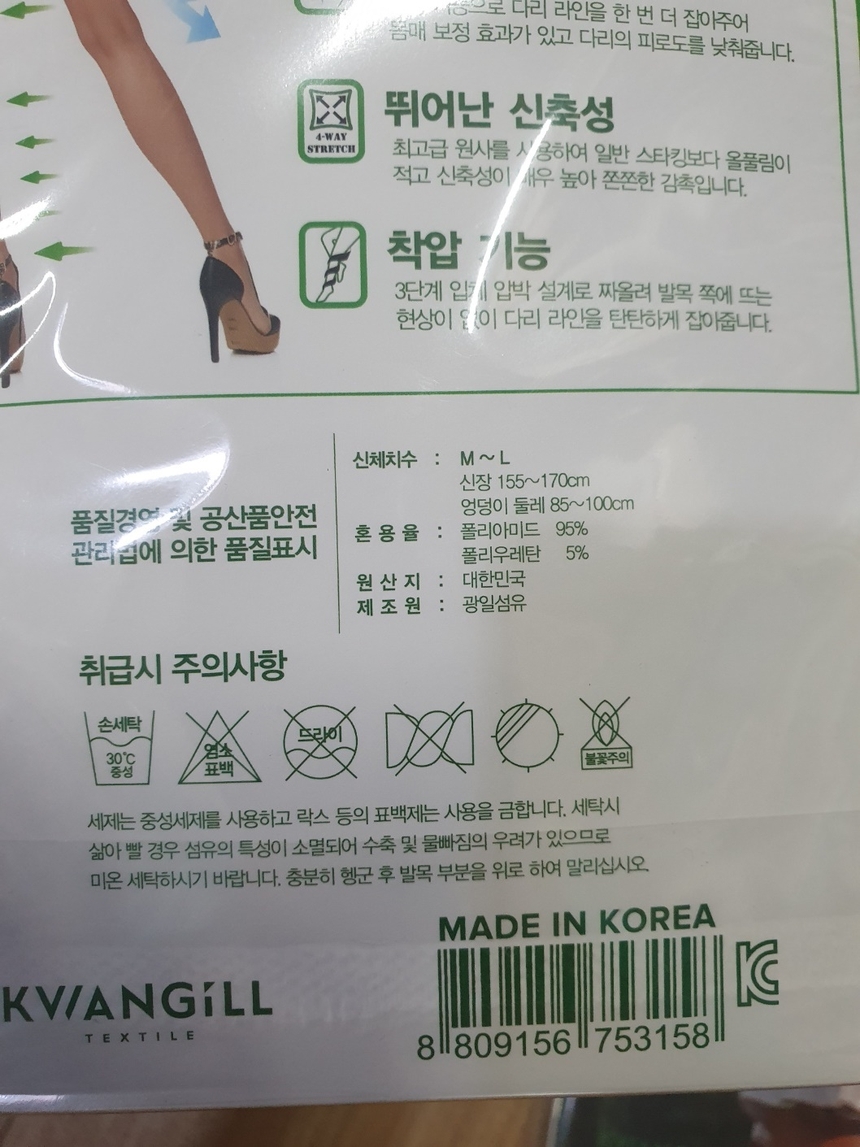 으로 다리 라인을 한 번 더 잡아주어
몸매 보정 효과가 있고 다리의 피로도를 낮춰줍니다.
4-WAY
STRETCH
뛰어난 신축성
최고급 원사를 사용하여 일반 스타킹보다 올풀림이
적고 신축성이 매우 높아 쫀쫀한 감촉입니다.
착압 기능
3단계 입체 압박 설계로 짜올려 발목 쪽에 뜨는
현상이 없이 다리 라인을 탄탄하게 잡아줍니다.
품질경영 및 공산품안전
관리법에 의한 품질표시
신체치수 : M~L
신장 155~170cm
엉덩이 둘레 85~100cm
혼용율 : 폴리아미드 95%
폴리우레탄 5%
원산지 : 대한민국
제조원 : 광일섬유
취급시 주의사항
손세탁
30℃
중성
염소
표백
드라이
불꽃주의
세제는 중성세제를 사용하고 락스 등의 표백제는 사용을 금합니다. 세탁시
삶아 빨 경우 섬유의 특성이 소멸되어 수축 및 물빠짐의 우려가 있으므로
미온 세탁하시기 바랍니다. 충분히 헹군 후 발목 부분을 위로 하여 말리십시오.
MADE IN KOREA
KC
8 809156 753158
KWANGiLL
TEXTILE